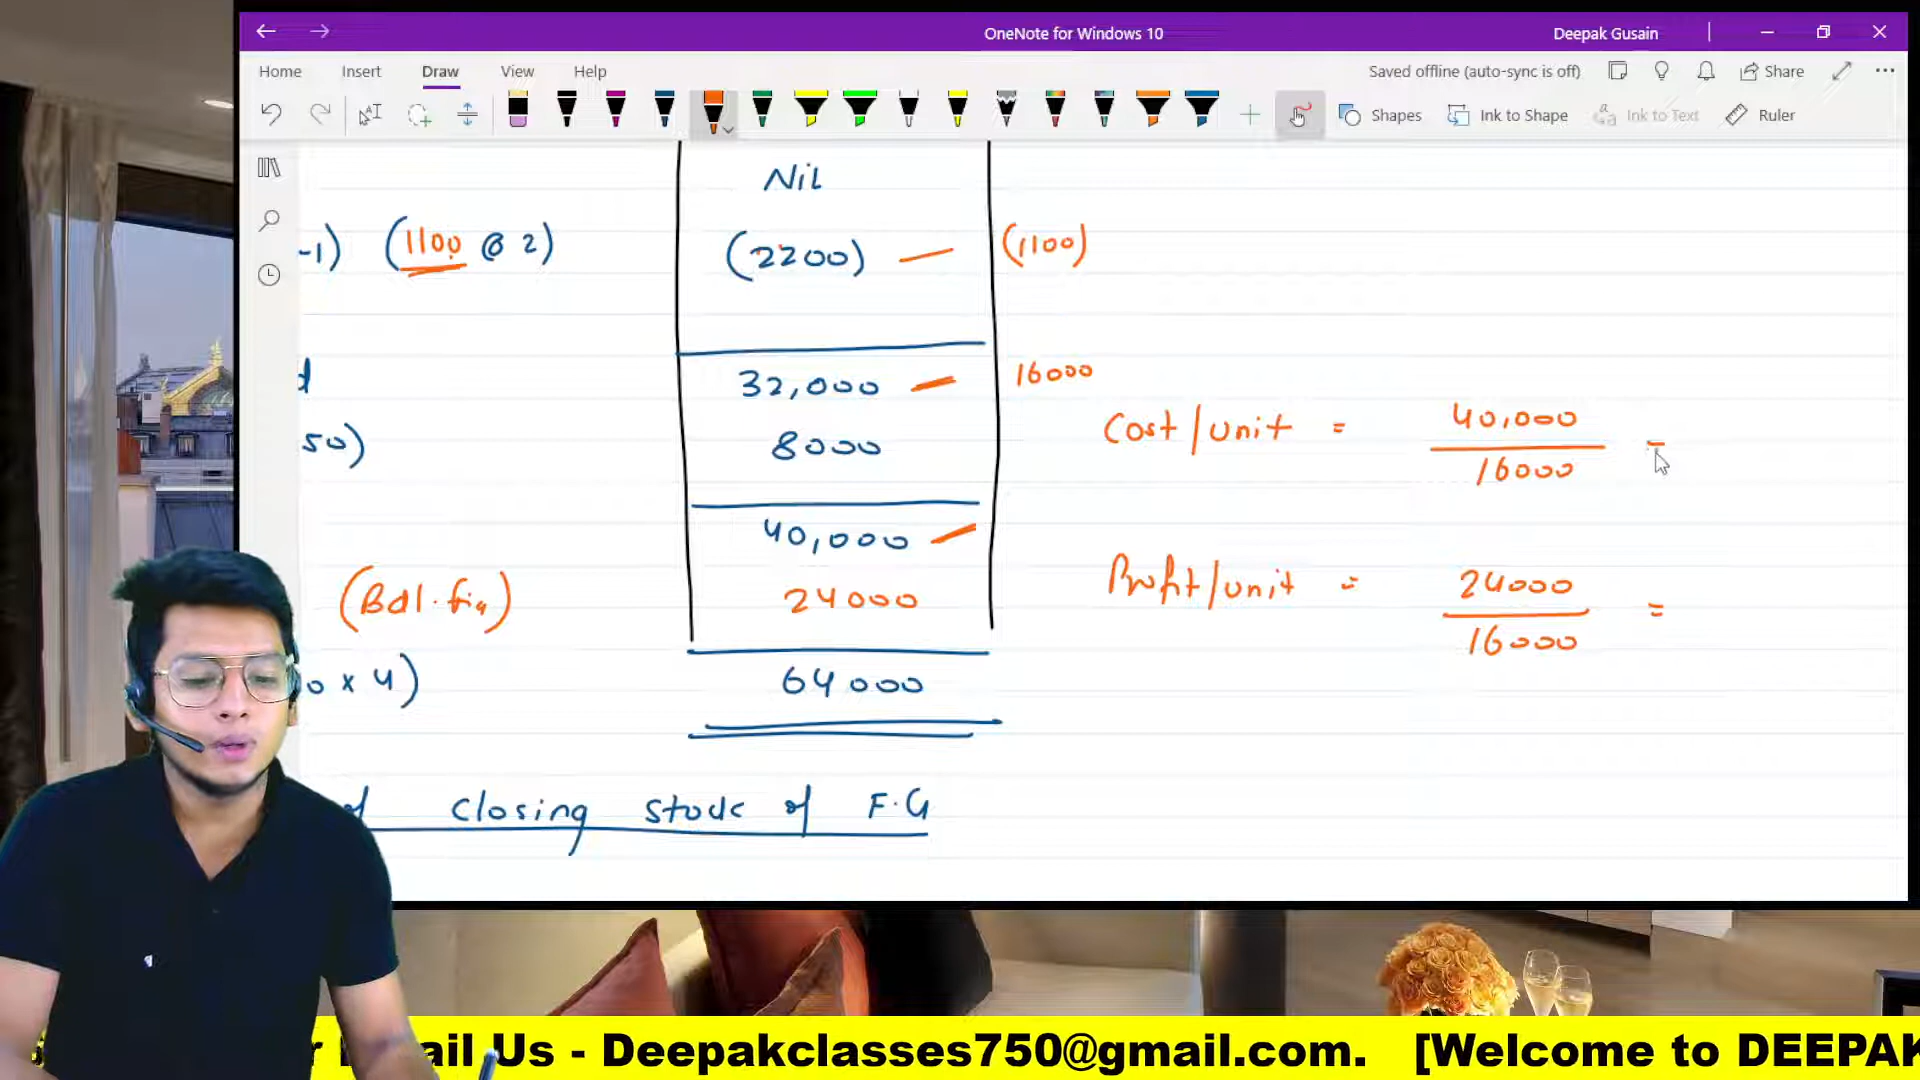 OneNote for Windows 10
Deepak Gusain
Home Insert Draw View Help
Saved offline (auto-sync is off) Share
Shapes Ink to Shape Ink to Text Ruler
Nil
-1) (1100 @ 2) (2200) (1100)
d 32,000 16000
50) 8000
Cost/unit = 40,000
16000 =
40,000
(Bal. fig) 24000
Profit/unit = 24000
16000 =
0 x 4) 64000
of closing stock of F.G
Email Us - Deepakclasses750@gmail.com. [Welcome to DEEPAK